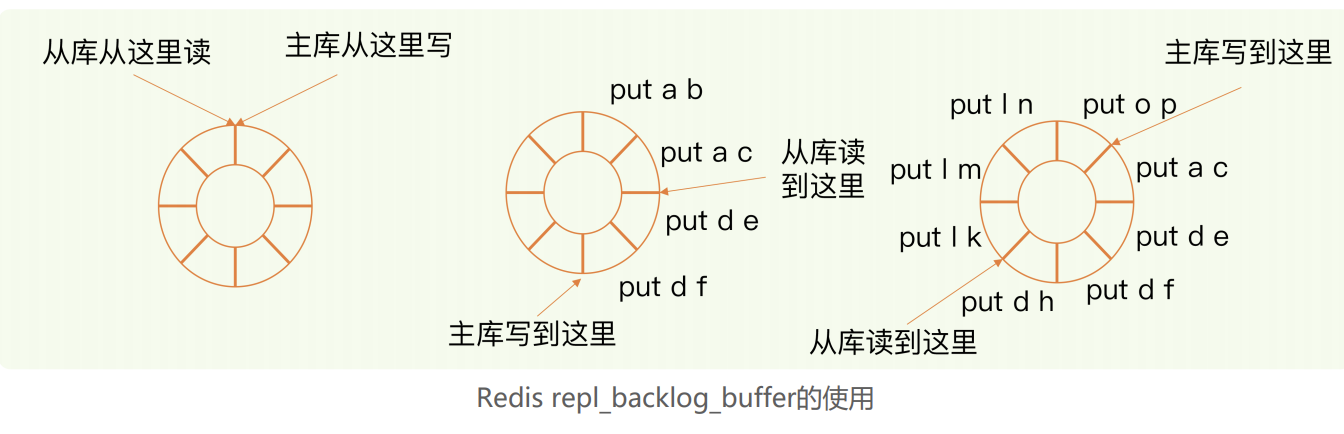 从库从这里读
主库从这里写
put a b
put a c
从库读
到这里
put d e
put d f
主库写到这里
主库写到这里
put l n
put o p
put l m
put a c
put l k
put d e
put d h
put d f
从库读到这里
Redis repl_backlog_buffer的使用